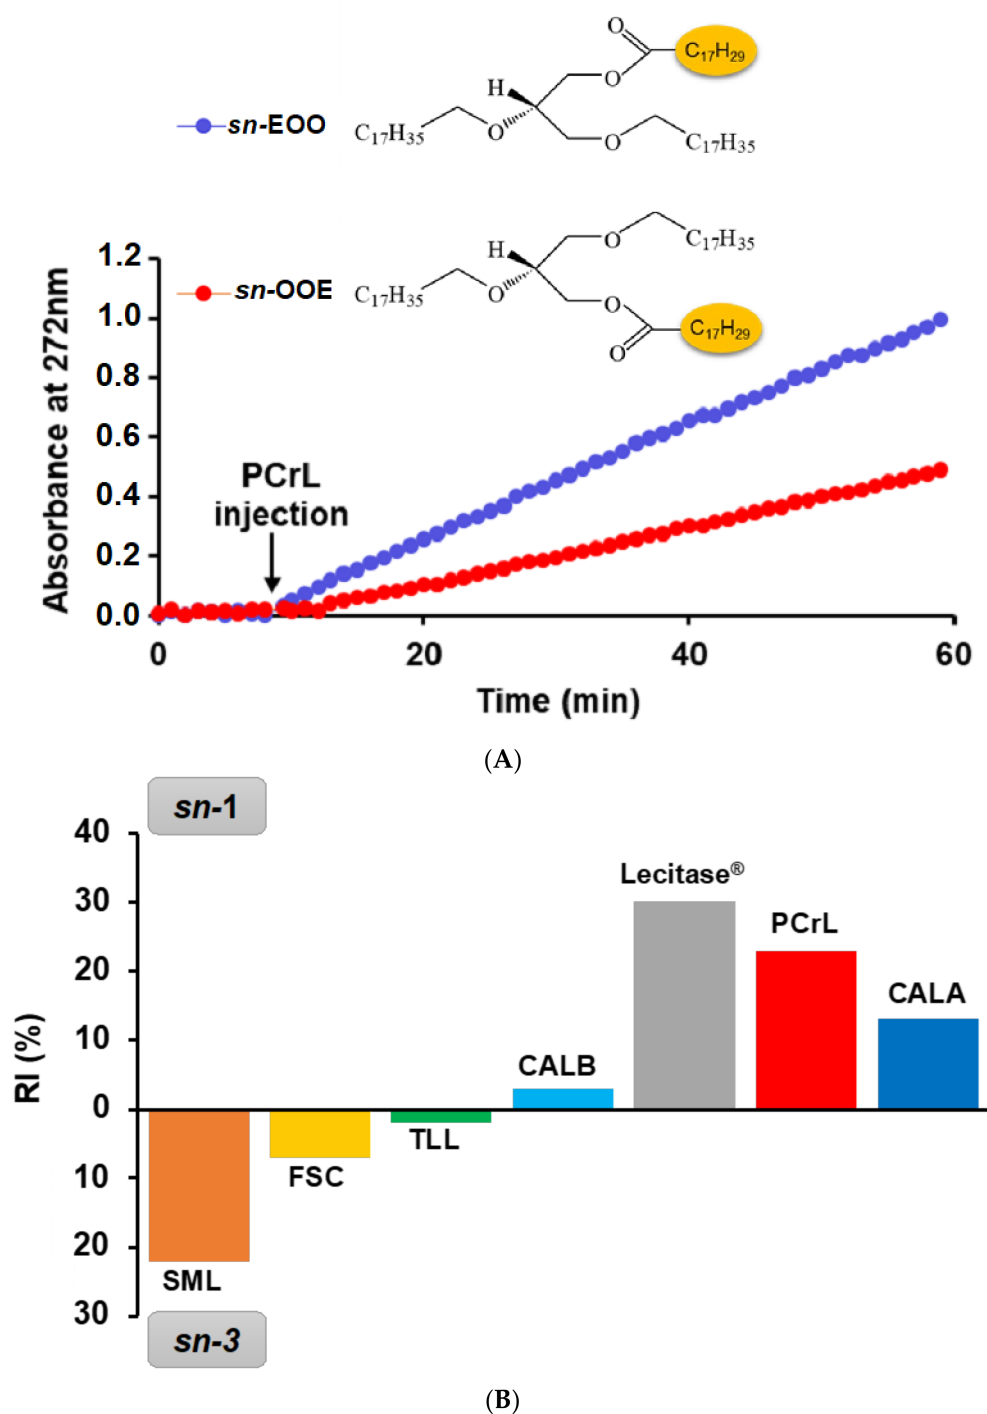 O
C17H29
H
O
sn-EOO
C17H35
O
O
C17H35
O
C17H35
H
sn-OOE
C17H35
O
O
C17H29
O
1.2
1.0
0.8
0.6
0.4
0.2
0.0
Absorbance at 272nm
PCrL
injection
0
20
40
60
Time (min)
(A)
sn-1
40
30
20
10
0
10
20
30
RI (%)
Lecitase®
PCrL
CALA
CALB
TLL
FSC
SML
sn-3
(B)